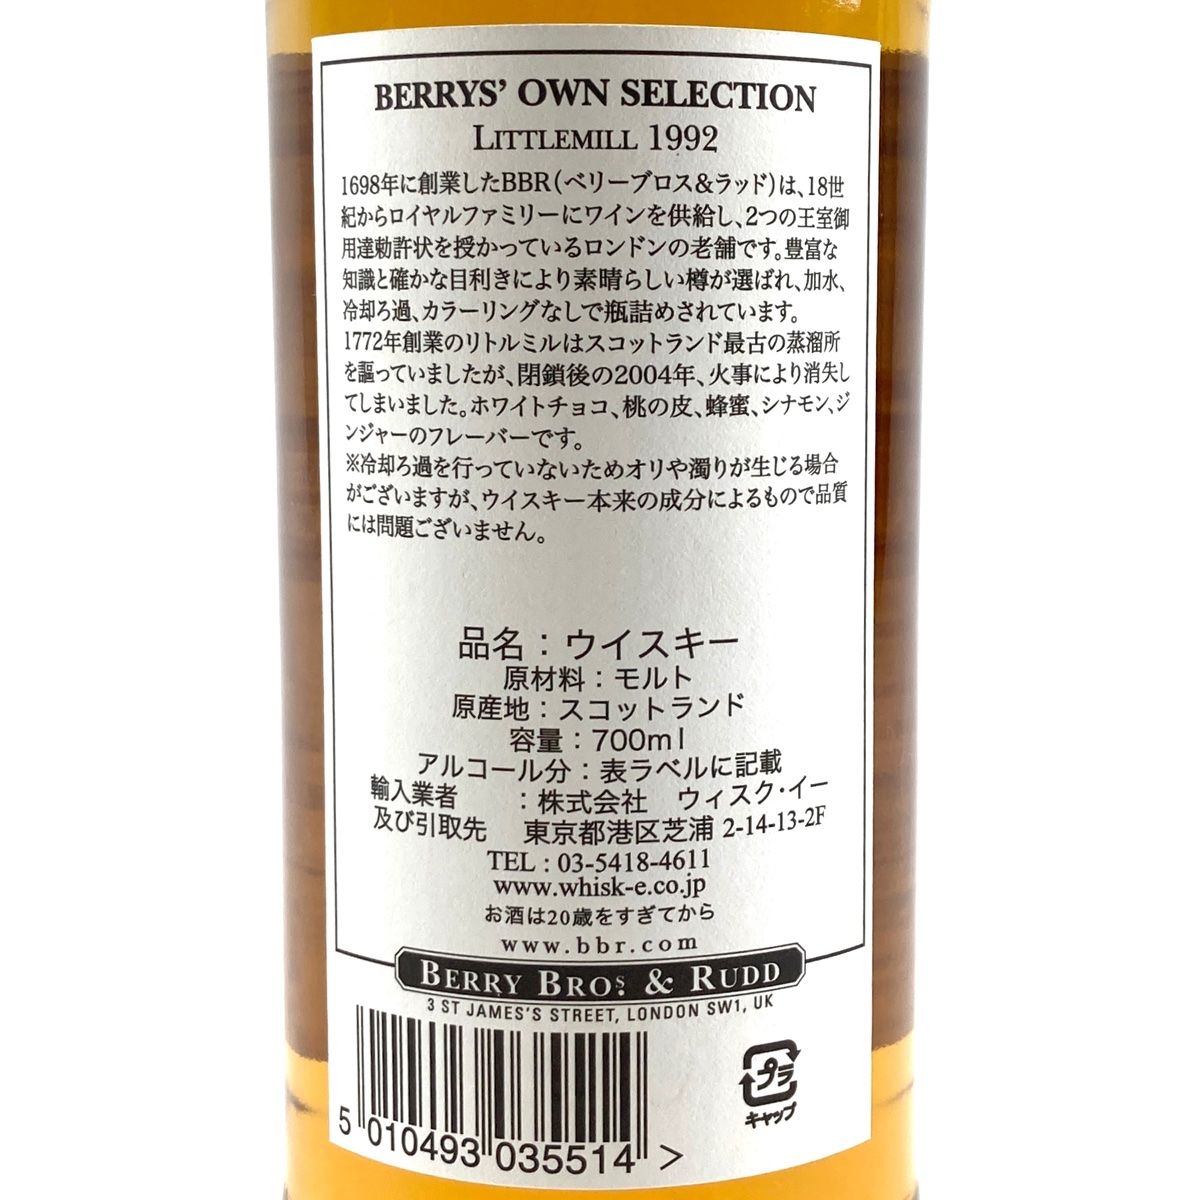 BERRYS' OWN SELECTION
LITTLEMILL 1992
1698年に創業したBBR(ベリーブロス&ラッド)は、18世
紀からロイヤルファミリーにワインを供給し、2つの王室御
用達勅許状を授かっているロンドンの老舗です。豊富な
知識と確かな目利きにより素晴らしい樽が選ばれ、加水、
冷却ろ過、カラーリングなしで瓶詰めされています。
1772年創業のリトルミルはスコットランド最古の蒸溜所
を謳っていましたが、閉鎖後の2004年、火事により消失し
てしまいました。ホワイトチョコ、桃の皮、蜂蜜、シナモン、ジ
ンジャーのフレーバーです。
※冷却ろ過を行っていないためオリや濁りが生じる場合
がございますが、ウイスキー本来の成分によるもので品質
には問題ございません。
品名：ウイスキー
原材料：モルト
原産地：スコットランド
容量：700ml
アルコール分：表ラベルに記載
輸入業者　：株式会社　ウィスク・イー
及び引取先　東京都港区芝浦 2-14-13-2F
TEL : 03-5418-4611
www.whisk-e.co.jp
お酒は20歳をすぎてから
www.bbr.com
BERRY BROS. & RUDD
3 ST JAMES'S STREET, LONDON SW1, UK
プラ
キャップ
5 010493 035514 >